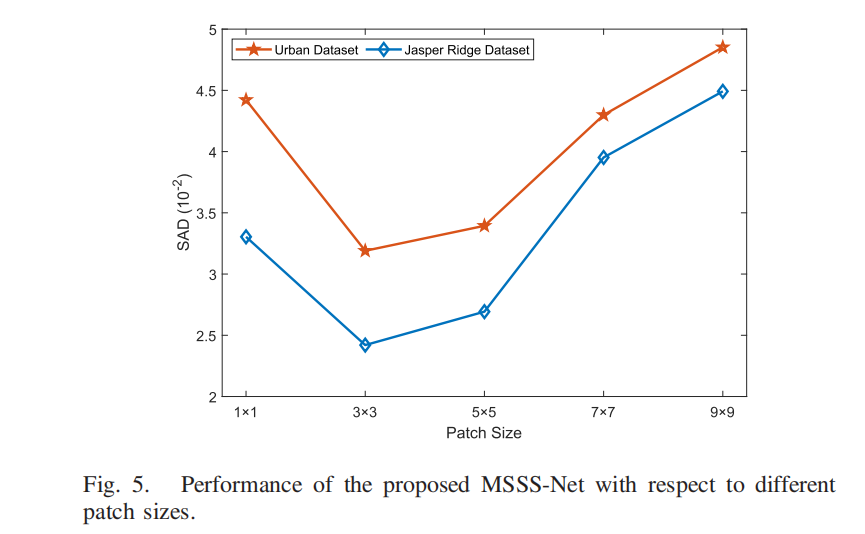 5
4.5
4
3.5
3
2.5
2
SAD (10-2)
Urban Dataset
Jasper Ridge Dataset
1×1 3×3 5×5 7×7 9×9
Patch Size
Fig. 5. Performance of the proposed MSSS-Net with respect to different
patch sizes.